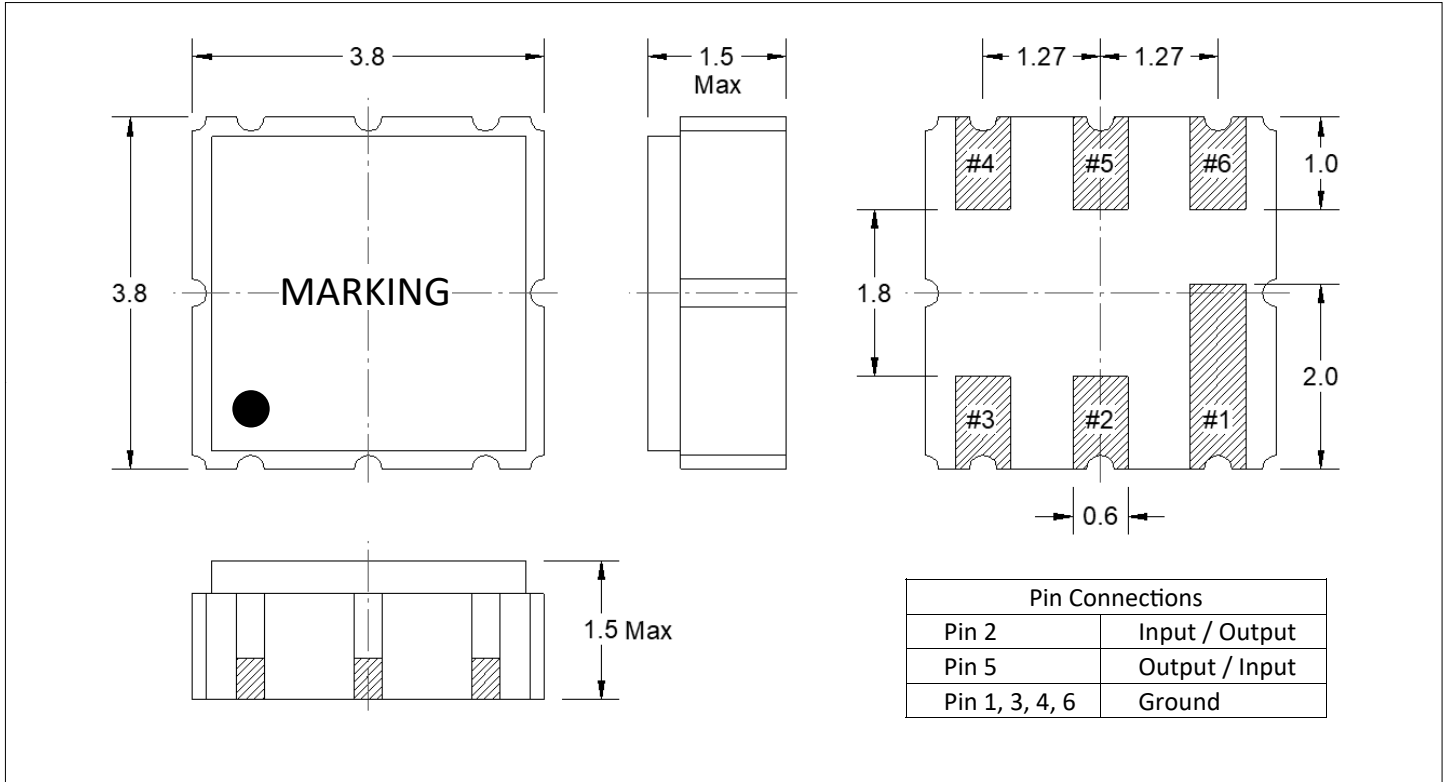 3.8
1.5
Max
1.27
1.27
3.8
MARKING
#4
#5
#6
1.0
1.8
2.0
#3
#2
#1
0.6
1.5 Max
Pin Connections
Pin 2 Input / Output
Pin 5 Output / Input
Pin 1, 3, 4, 6 Ground